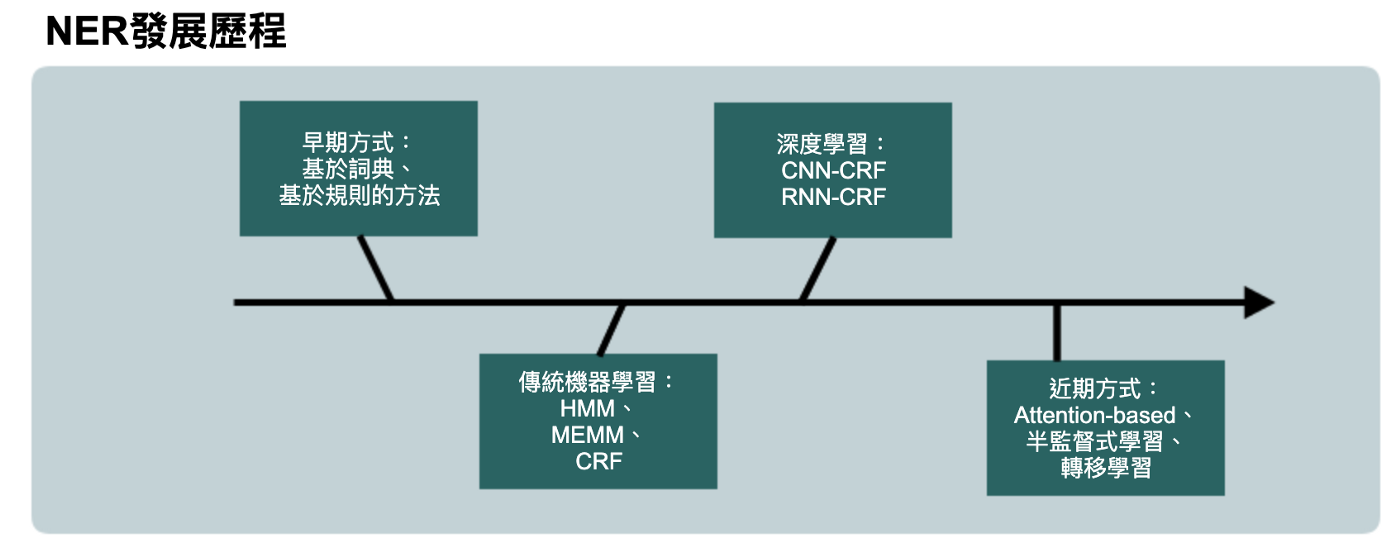 NER發展歷程
早期方式：
基於詞典、
基於規則的方法
傳統機器學習：
HMM、
MEMM、
CRF
深度學習：
CNN-CRF
RNN-CRF
近期方式：
Attention-based、
半監督式學習、
轉移學習